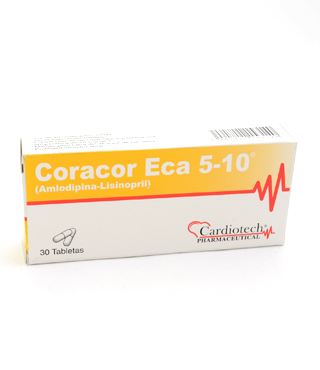 Coracor Eca 5-10®
(Amlodipina-Lisinopril)
Cardiotech
PHARMACEUTICAL
30 Tabletas